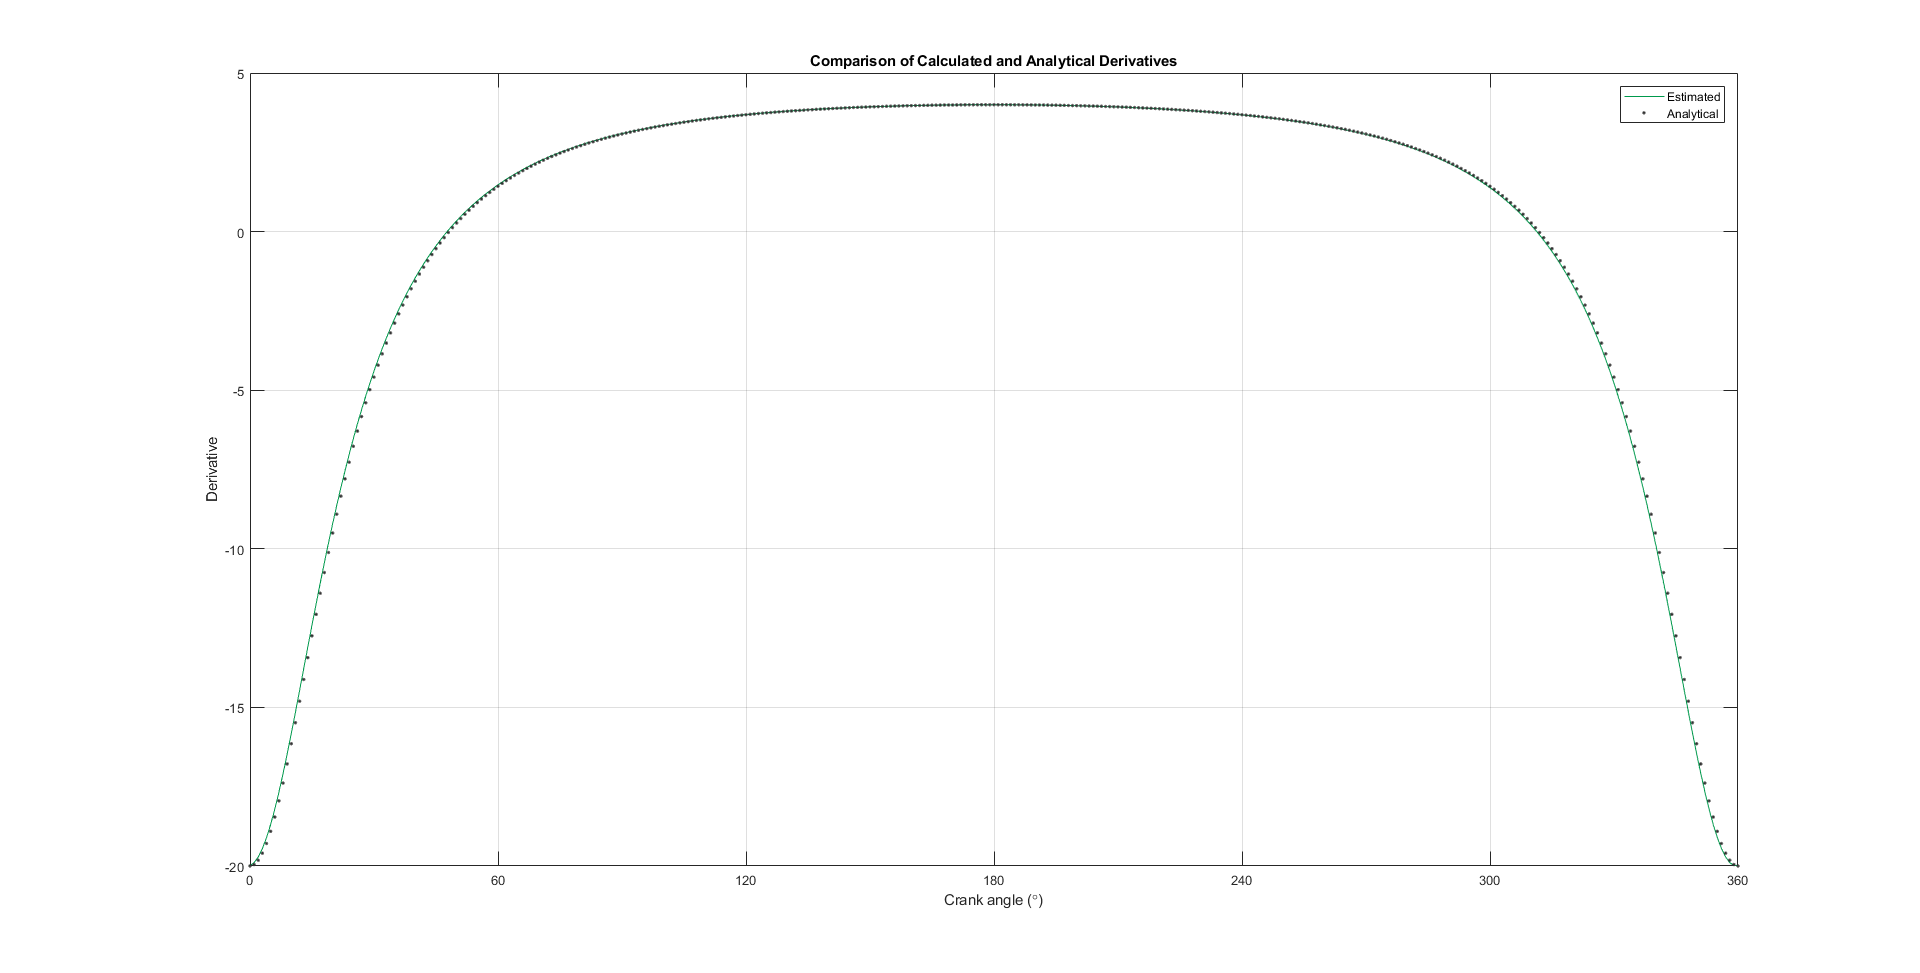 Comparison of Calculated and Analytical Derivatives
5
0
-5
-10
-15
-20
Derivative
Estimated
Analytical
0 60 120 180 240 300 360
Crank angle (°)